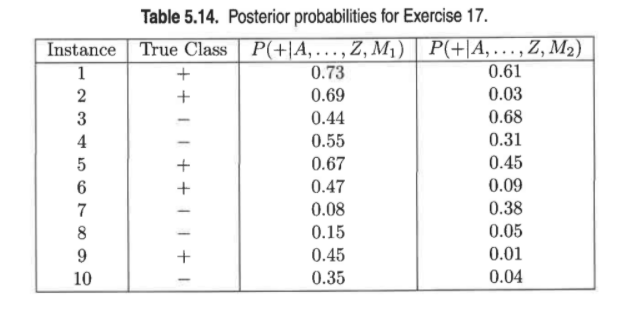 Table 5.14. Posterior probabilities for Exercise 17.
Instance True Class P(+|A, . . . , Z, M₁) P(+|A, . . . , Z, M₂)
1 + 0.73 0.61
2 + 0.69 0.03
3 − 0.44 0.68
4 − 0.55 0.31
5 + 0.67 0.45
6 + 0.47 0.09
7 − 0.08 0.38
8 − 0.15 0.05
9 + 0.45 0.01
10 − 0.35 0.04